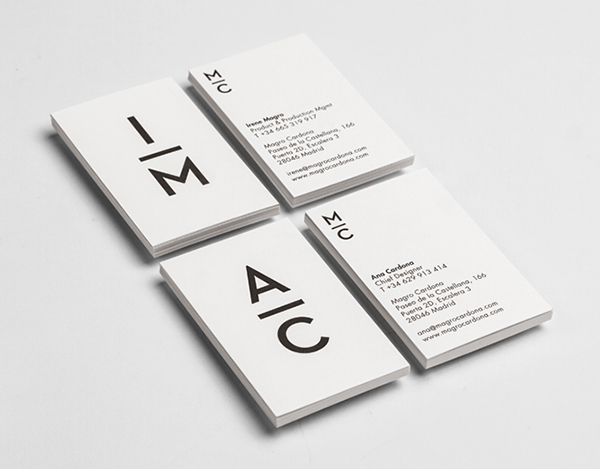 I
M
M
C
Irene Magro
Product & Production Mgmt
T +34 665 319 917
Magro Cardona
Paseo de la Castellana, 166
Puerta 2D, Escalera 3
28046 Madrid
irene@magrocardona.com
www.magrocardona.com
A
C
M
C
Ana Cardona
Chief Designer
T +34 629 913 414
Magro Cardona
Paseo de la Castellana, 166
Puerta 2D, Escalera 3
28046 Madrid
ana@magrocardona.com
www.magrocardona.com